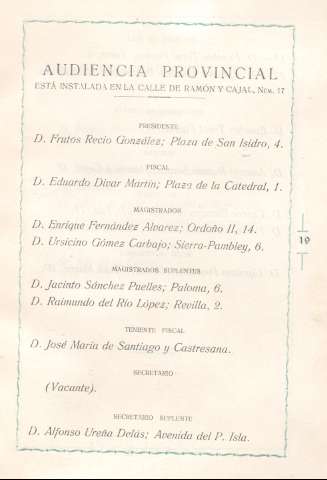 AUDIENCIA PROVINCIAL
ESTÁ INSTALADA EN LA CALLE DE RAMÓN Y CAJAL, NÚM. 17
PRESIDENTE
D. Frutos Recio González; Plaza de San Isidro, 4.
FISCAL
D. Eduardo Divar Martín; Plaza de la Catedral, 1.
MAGISTRADOS
D. Enrique Fernández Alvarez; Ordoño II, 14.
D. Ursicino Gómez Carbajo; Sierra-Pambley, 6.
19
MAGISTRADOS SUPLENTES
D. Jacinto Sánchez Puelles; Paloma, 6.
D. Raimundo del Río López; Revilla, 2.
TENIENTE FISCAL
D. José María de Santiago y Castresana.
SECRETARIO
(Vacante).
SECRETARIO SUPLENTE
D. Alfonso Ureña Delás; Avenida del P. Isla.